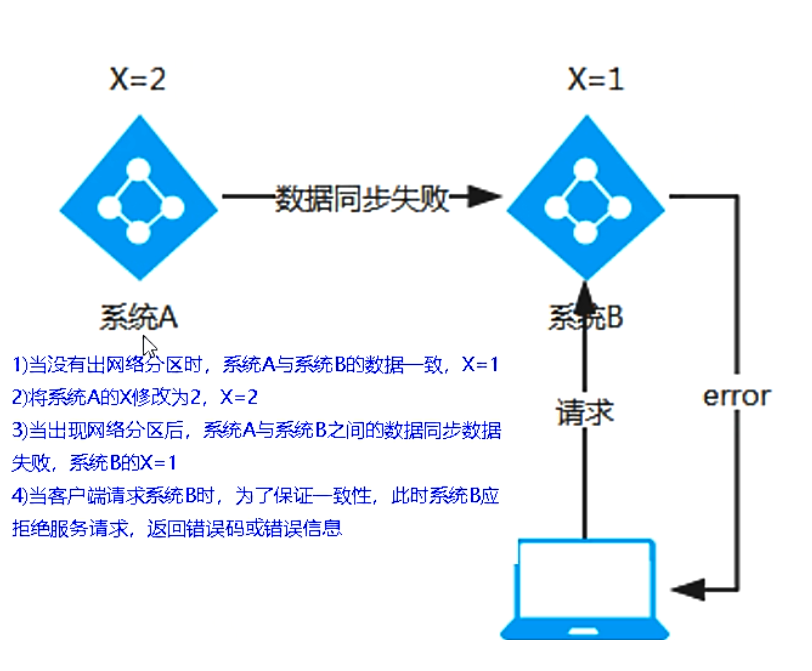 X=2
X=1
数据同步失败
系统A
系统B
1)当没有出网络分区时，系统A与系统B的数据一致，X=1
2)将系统A的X修改为2，X=2
3)当出现网络分区后，系统A与系统B之间的数据同步数据
失败，系统B的X=1
4)当客户端请求系统B时，为了保证一致性，此时系统B应
拒绝服务请求，返回错误码或错误信息
请求
error